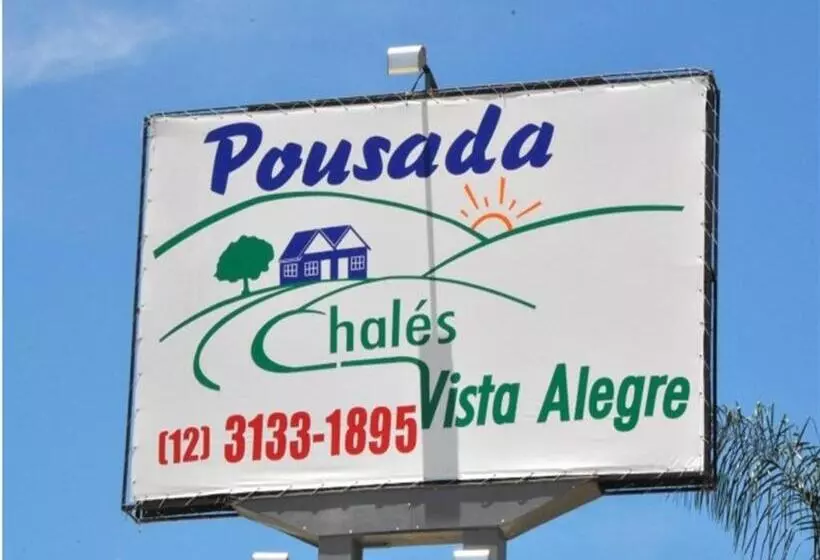 Pousada
Chalés
Vista Alegre
(12) 3133-1895